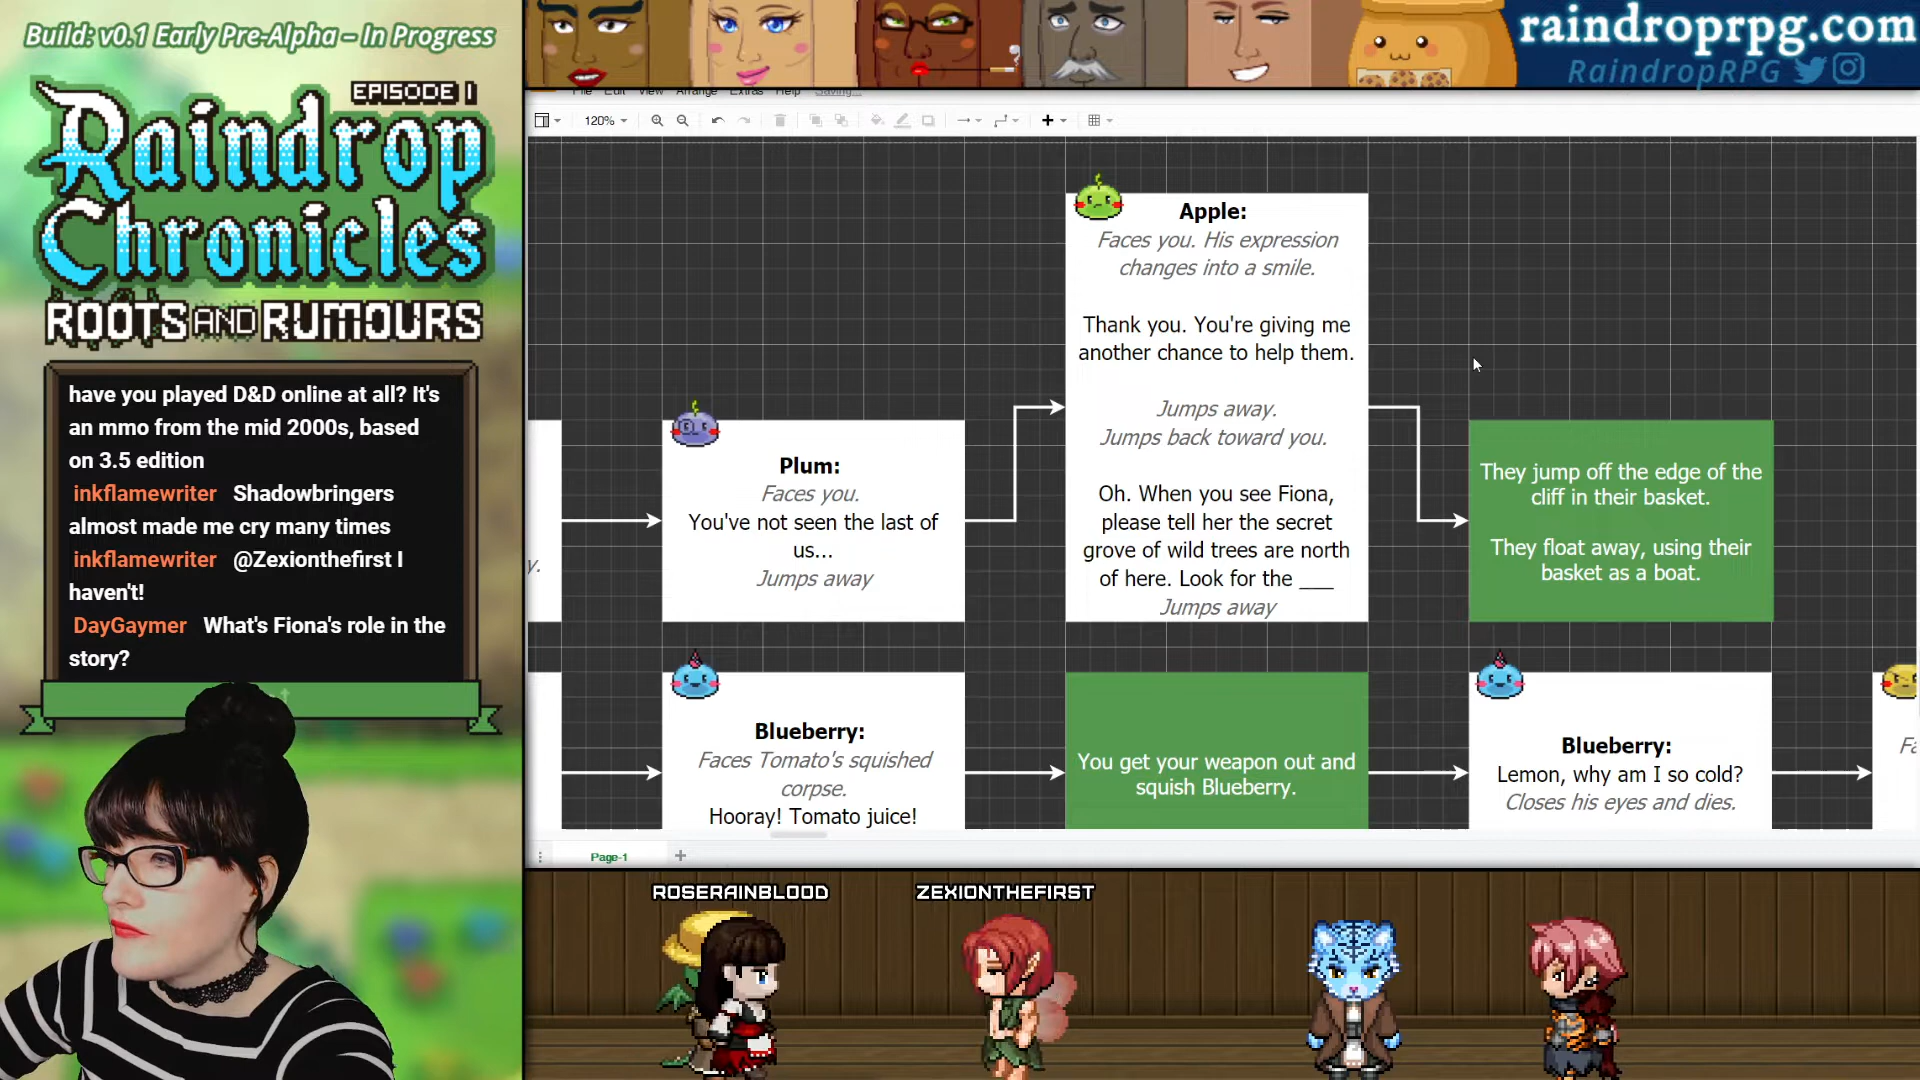 Build: v0.1 Early Pre-Alpha – In Progress
EPISODE I
Raindrop
Chronicles
ROOTS AND RUMOURS
have you played D&D online at all? It's
an mmo from the mid 2000s, based
on 3.5 edition
inkflamewriter Shadowbringers
almost made me cry many times
inkflamewriter @Zexionthefirst I
haven't!
DayGaymer What's Fiona's role in the
story?
raindroprpg.com
RaindropRPG
File Edit View Arrange Extras Help Saving...
120%
Apple:
Faces you. His expression
changes into a smile.
Thank you. You're giving me
another chance to help them.
Jumps away.
Jumps back toward you.
Oh. When you see Fiona,
please tell her the secret
grove of wild trees are north
of here. Look for the ___
Jumps away
y.
Plum:
Faces you.
You've not seen the last of
us...
Jumps away
They jump off the edge of the
cliff in their basket.
They float away, using their
basket as a boat.
Blueberry:
Faces Tomato's squished
corpse.
Hooray! Tomato juice!
You get your weapon out and
squish Blueberry.
Blueberry:
Lemon, why am I so cold?
Closes his eyes and dies.
Fa
Page-1
ROSERAINBLOOD
ZEXIONTHEFIRST